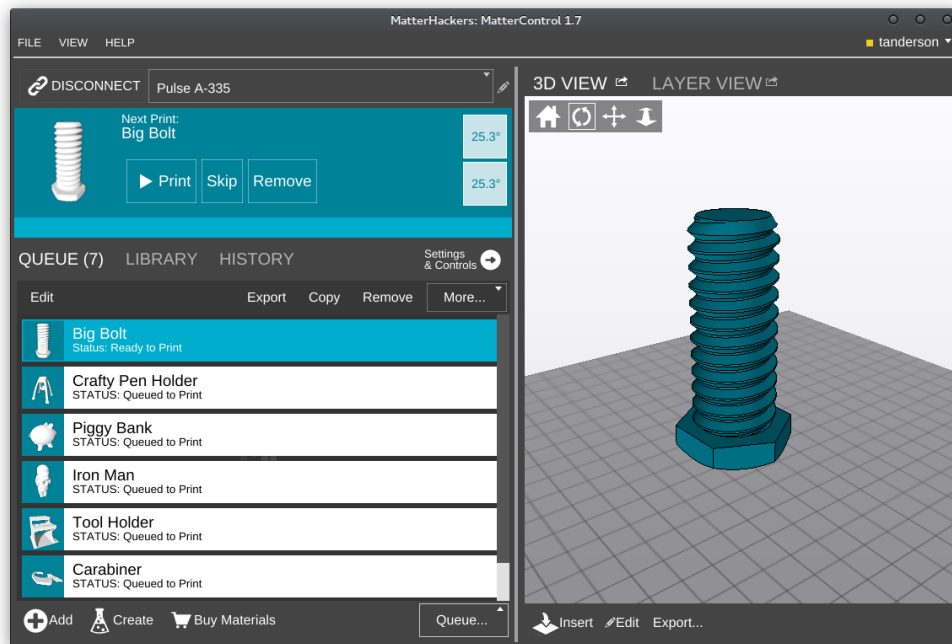 MatterHackers: MatterControl 1.7
FILE VIEW HELP
tanderson
DISCONNECT
Pulse A-335
Next Print:
Big Bolt
25.3°
Print Skip Remove
25.3°
QUEUE (7) LIBRARY HISTORY
Settings
& Controls
Edit Export Copy Remove More...
Big Bolt
Status: Ready to Print
Crafty Pen Holder
STATUS: Queued to Print
Piggy Bank
STATUS: Queued to Print
Iron Man
STATUS: Queued to Print
Tool Holder
STATUS: Queued to Print
Carabiner
STATUS: Queued to Print
Add Create Buy Materials Queue...
3D VIEW LAYER VIEW
Insert Edit Export...